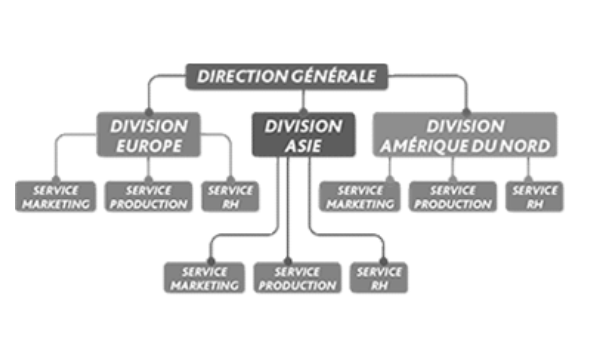 DIRECTION GÉNÉRALE
DIVISION
EUROPE
DIVISION
ASIE
DIVISION
AMÉRIQUE DU NORD
SERVICE
MARKETING
SERVICE
PRODUCTION
SERVICE
RH
SERVICE
MARKETING
SERVICE
PRODUCTION
SERVICE
RH
SERVICE
MARKETING
SERVICE
PRODUCTION
SERVICE
RH